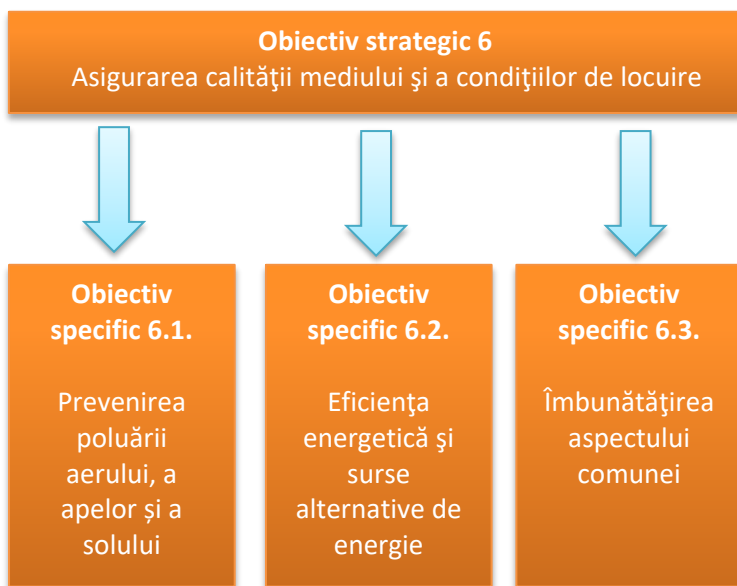 Obiectiv strategic 6
Asigurarea calităţii mediului şi a condiţiilor de locuire
Obiectiv
specific 6.1.
Prevenirea
poluării
aerului, a
apelor și a
solului
Obiectiv
specific 6.2.
Eficienţa
energetică şi
surse
alternative de
energie
Obiectiv
specific 6.3.
Îmbunătăţirea
aspectului
comunei